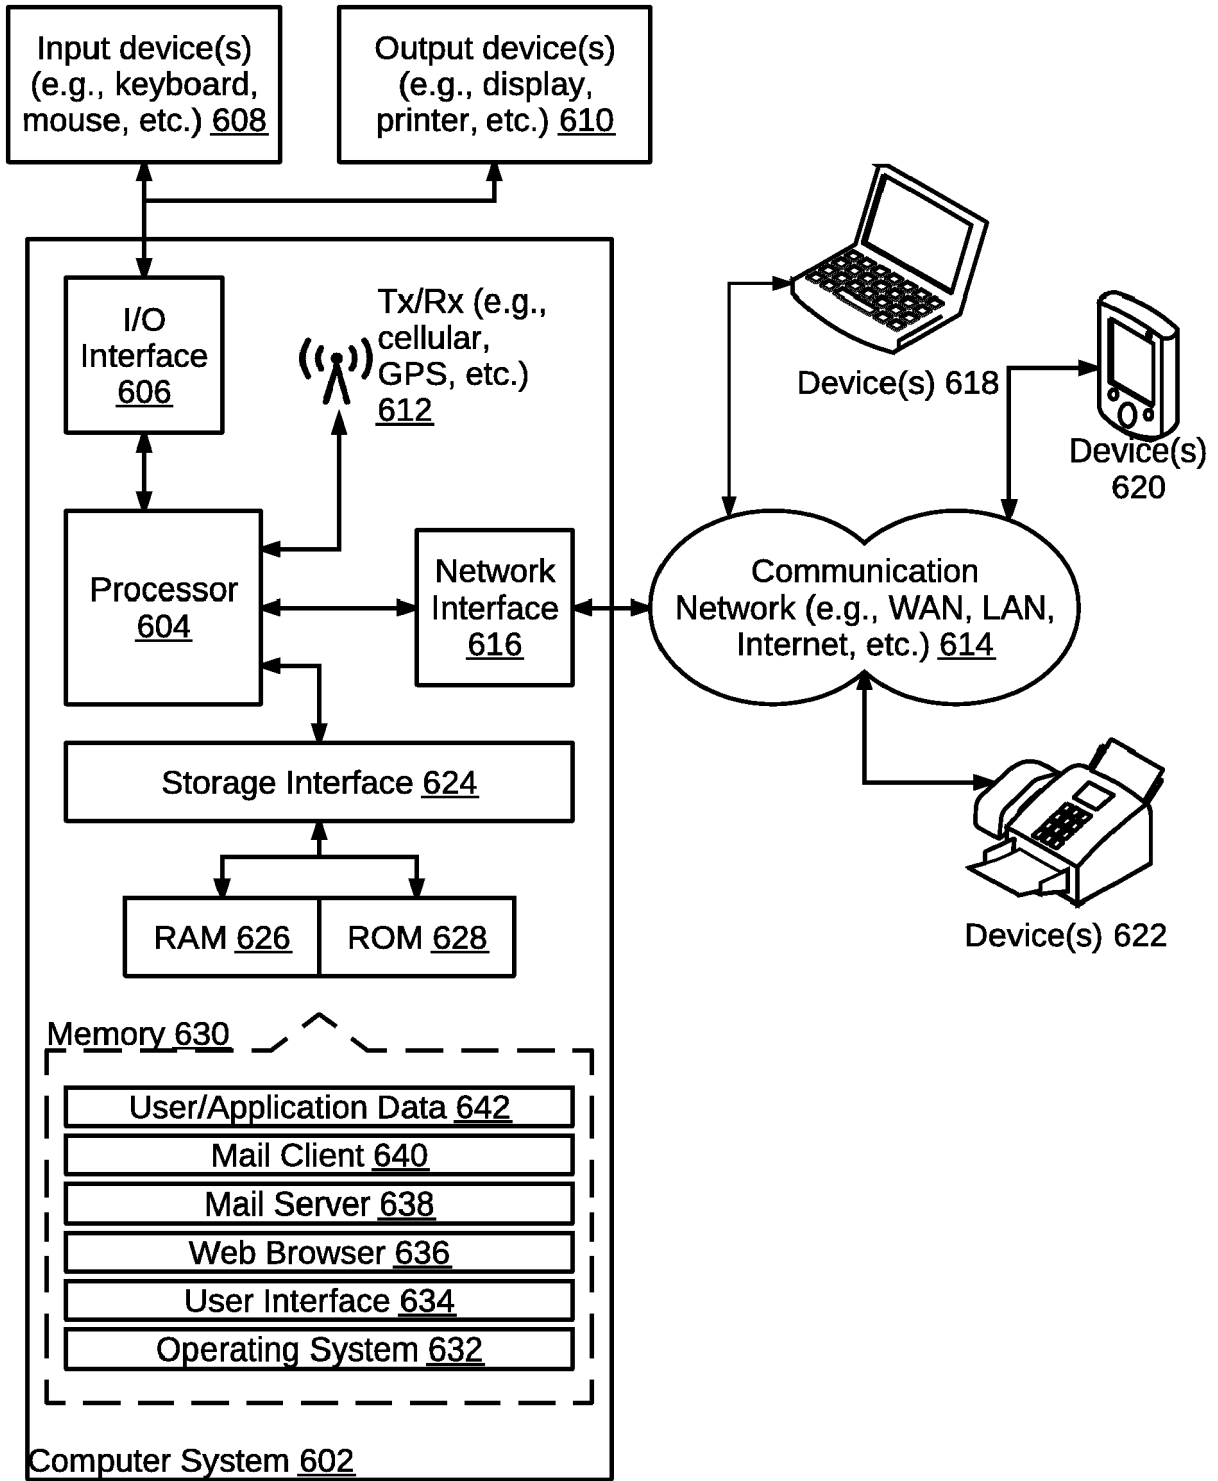 Input device(s)
(e.g., keyboard,
mouse, etc.) 608
Output device(s)
(e.g., display,
printer, etc.) 610
I/O
Interface
606
Tx/Rx (e.g.,
cellular,
GPS, etc.)
612
Device(s) 618
Device(s)
620
Processor
604
Network
Interface
616
Communication
Network (e.g., WAN, LAN,
Internet, etc.) 614
Storage Interface 624
RAM 626
ROM 628
Device(s) 622
Memory 630
User/Application Data 642
Mail Client 640
Mail Server 638
Web Browser 636
User Interface 634
Operating System 632
Computer System 602